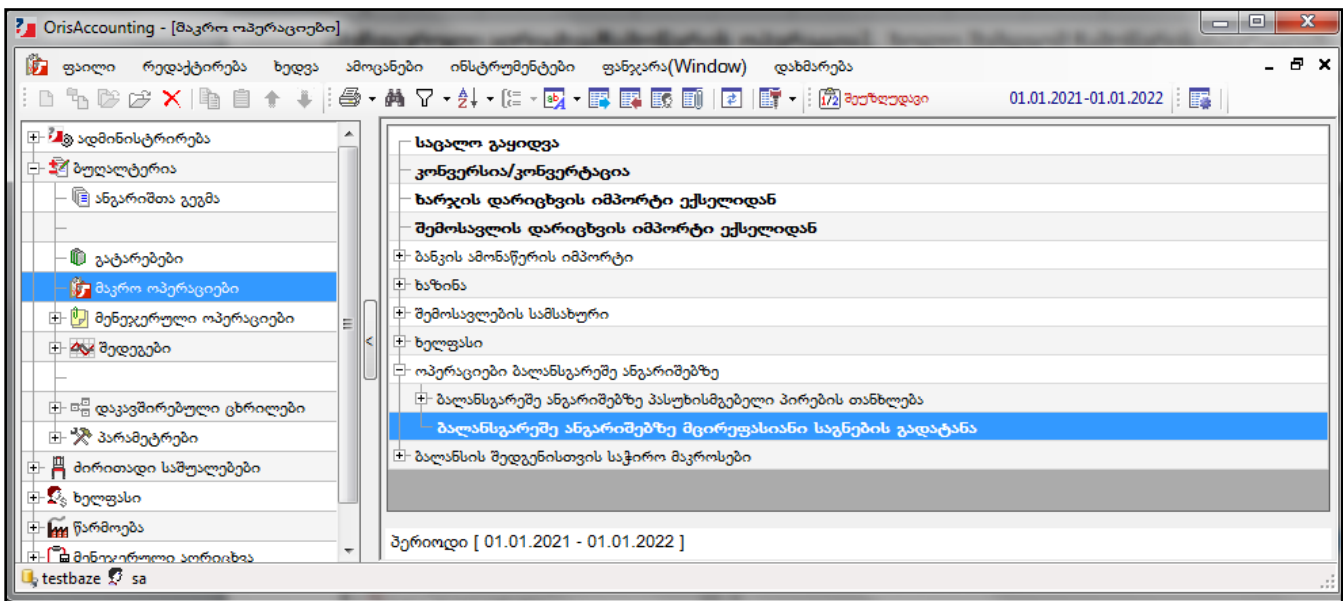 OrisAccounting - [მაკრო ოპერაციები]
ფაილი რედაქტირება ხედვა ამოცანები ინსტრუმენტები ფანჯარა(Window) დახმარება
შეუზღუდავი 01.01.2021-01.01.2022
ადმინისტრირება
ბუღალტერია
ანგარიშთა გეგმა
გატარებები
მაკრო ოპერაციები
მენეჯერული ოპერაციები
შედეგები
დაკავშირებული ცხრილები
პარამეტრები
ძირითადი საშუალებები
ხელფასი
წარმოება
მენეჯერული აღრიცხვა
საცალო გაყიდვა
კონვერსია/კონვერტაცია
ხარჯის დარიცხვის იმპორტი ექსელიდან
შემოსავლის დარიცხვის იმპორტი ექსელიდან
ბანკის ამონაწერის იმპორტი
ხაზინა
შემოსავლების სამსახური
ხელფასი
ოპერაციები ბალანსგარეშე ანგარიშებზე
ბალანსგარეშე ანგარიშებზე პასუხისმგებელი პირების თანხლება
ბალანსგარეშე ანგარიშებზე მცირეფასიანი საგნების გადატანა
ბალანსის შედგენისთვის საჭირო მაკროსები
პერიოდი [ 01.01.2021 - 01.01.2022 ]
testbaze sa